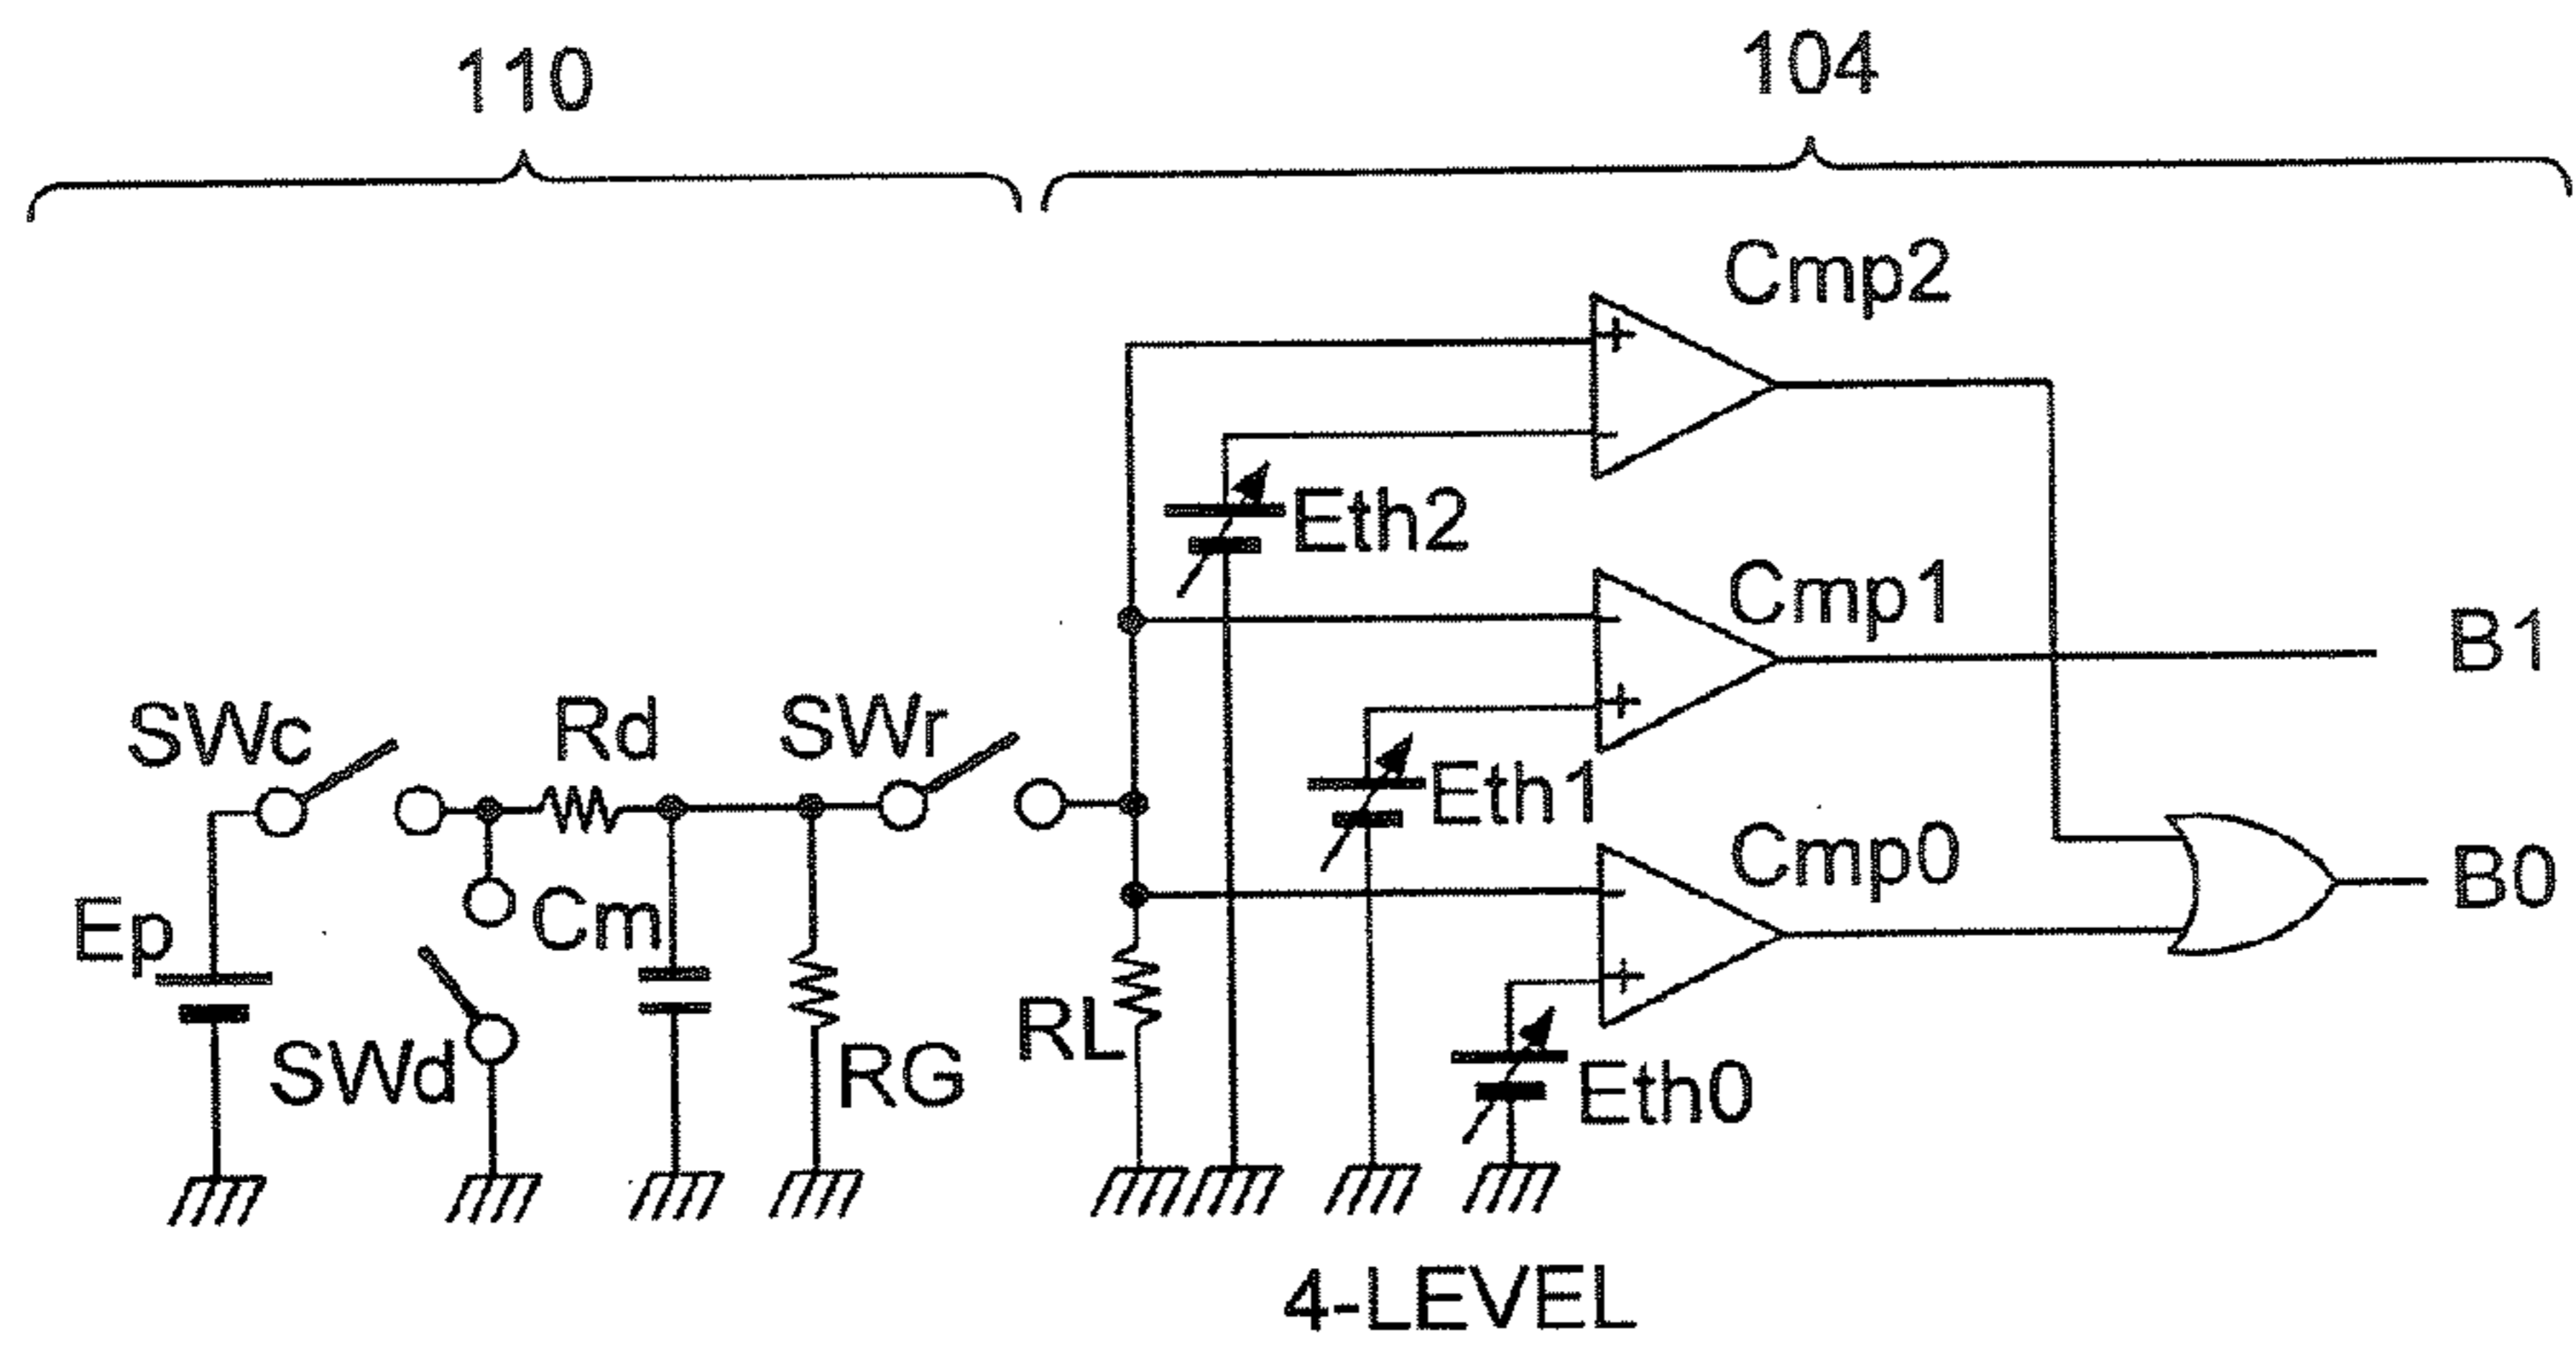 110
104
Cmp2
+
-
Eth2
Cmp1
-
+
B1
SWc
Rd
SWr
Eth1
Cmp0
-
B0
Ep
Cm
+
SWd
RG
RL
Eth0
4-LEVEL